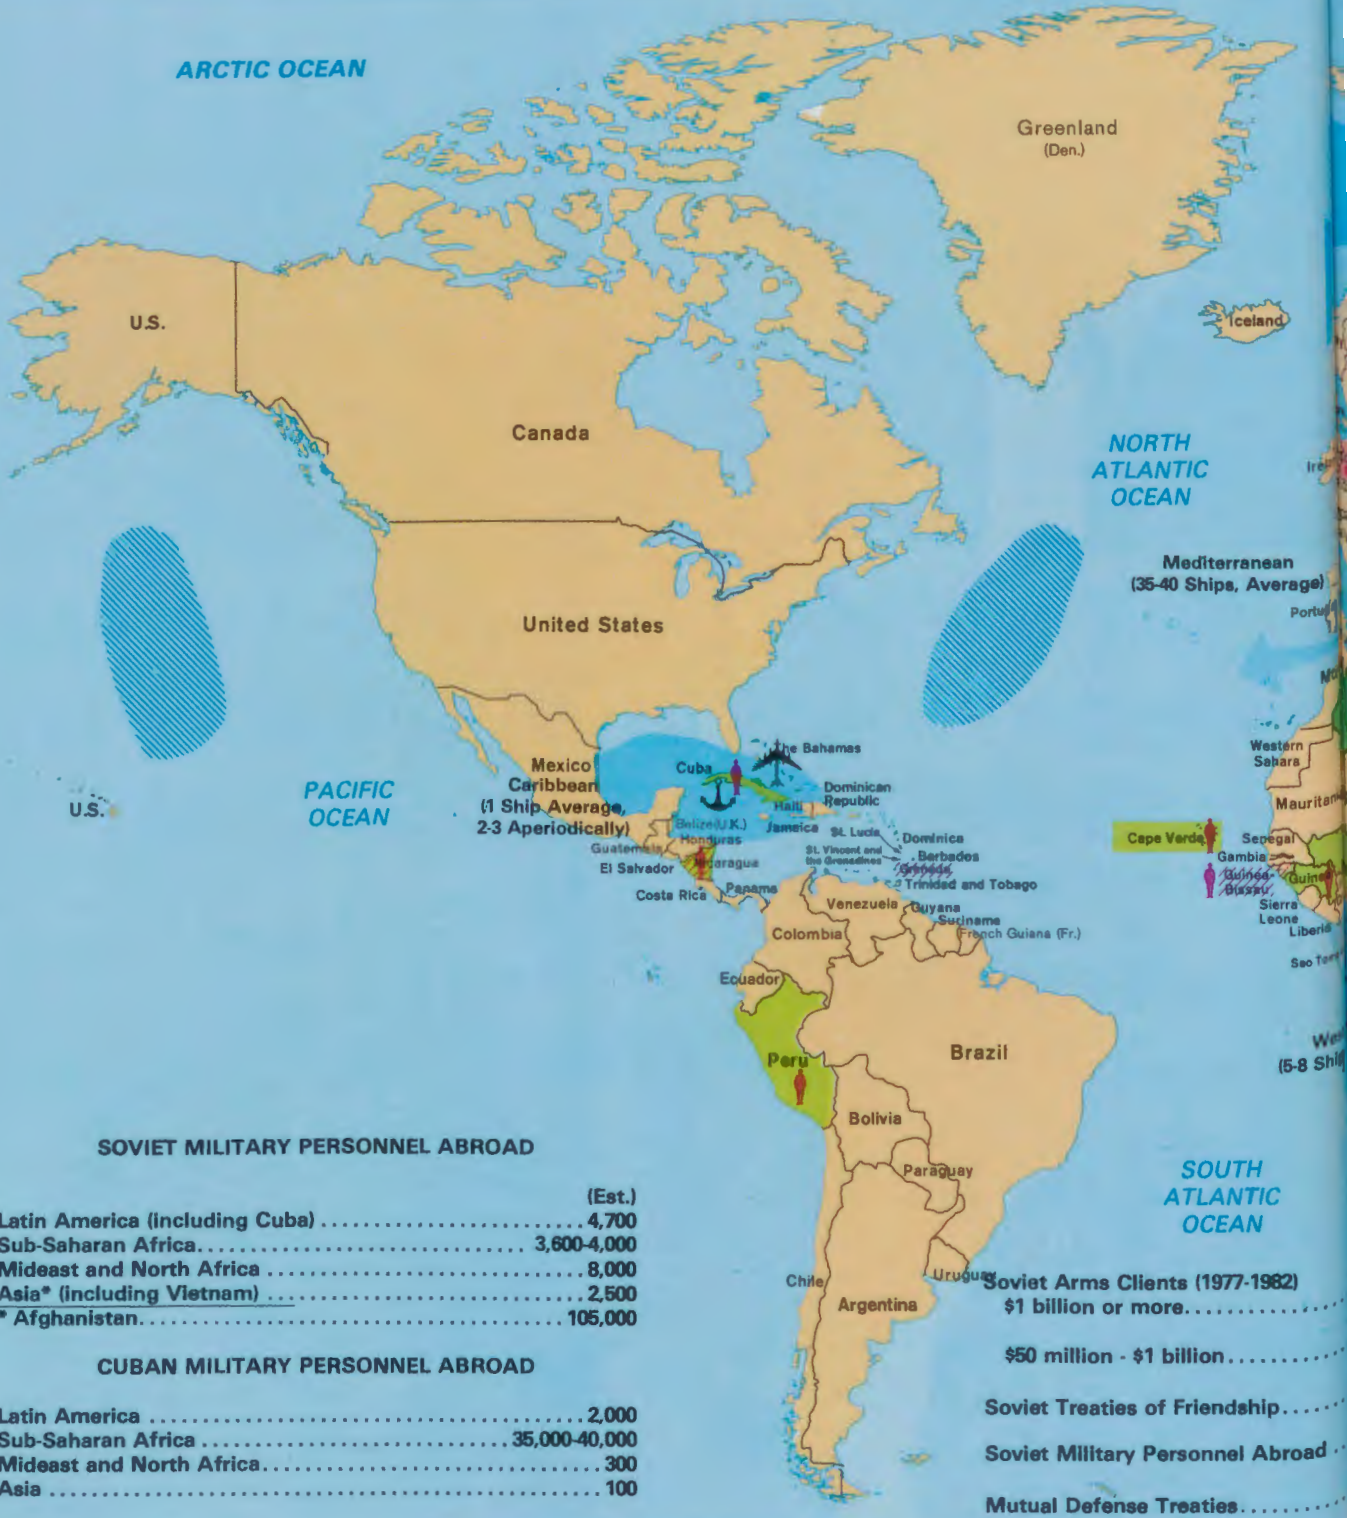 ARCTIC OCEAN
Greenland
(Den.)
U.S.
Iceland
Canada
NORTH
ATLANTIC
OCEAN
Mediterranean
(35-40 Ships, Average)
United States
The Bahamas
Western
Sahara
Cuba
Mexico
Caribbean
(1 Ship Average,
2-3 Aperiodically)
PACIFIC
OCEAN
U.S.
Dominican
Republic
Haiti
Jamaica
Belize (U.K.)
Honduras
Guatemala
Nicaragua
El Salvador
Costa Rica
Panama
St. Lucia
Dominica
St. Vincent and
the Grenadines
Barbados
Grenada
Trinidad and Tobago
Cape Verde
Senegal
Gambia
Guinea-
Bissau
Sierra
Leone
Venezuela
Guyana
Suriname
French Guiana (Fr.)
Colombia
Ecuador
Peru
Brazil
Bolivia
Paraguay
SOUTH
ATLANTIC
OCEAN
Chile
Uruguay
Argentina
SOVIET MILITARY PERSONNEL ABROAD
(Est.)
Latin America (including Cuba) 4,700
Sub-Saharan Africa 3,600-4,000
Mideast and North Africa 8,000
Asia* (including Vietnam) 2,500
* Afghanistan 105,000
CUBAN MILITARY PERSONNEL ABROAD
Latin America 2,000
Sub-Saharan Africa 35,000-40,000
Mideast and North Africa 300
Asia 100
Soviet Arms Clients (1977-1982)
$1 billion or more
$50 million - $1 billion
Soviet Treaties of Friendship
Soviet Military Personnel Abroad
Mutual Defense Treaties